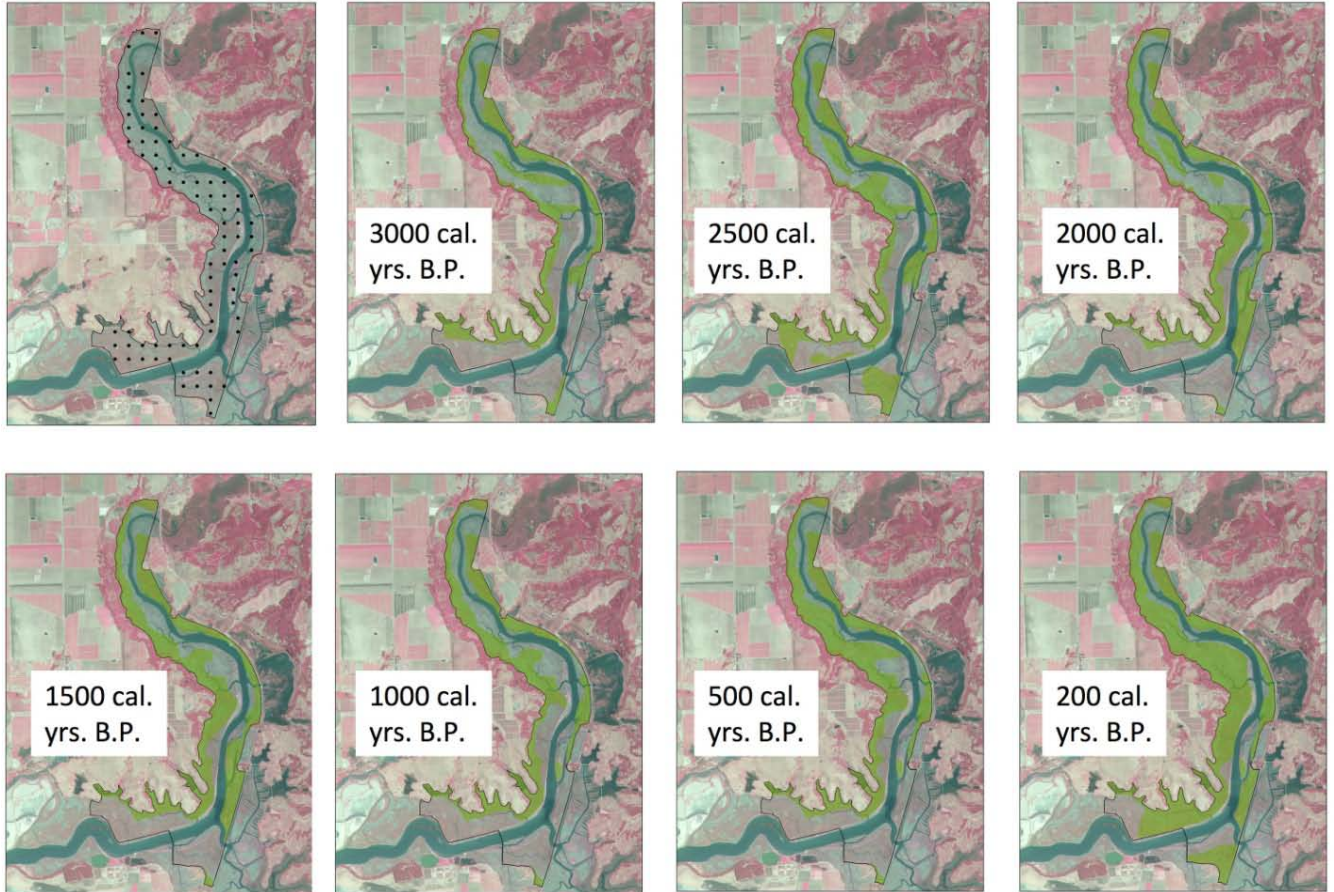 3000 cal.
yrs. B.P.
2500 cal.
yrs. B.P.
2000 cal.
yrs. B.P.
1500 cal.
yrs. B.P.
1000 cal.
yrs. B.P.
500 cal.
yrs. B.P.
200 cal.
yrs. B.P.